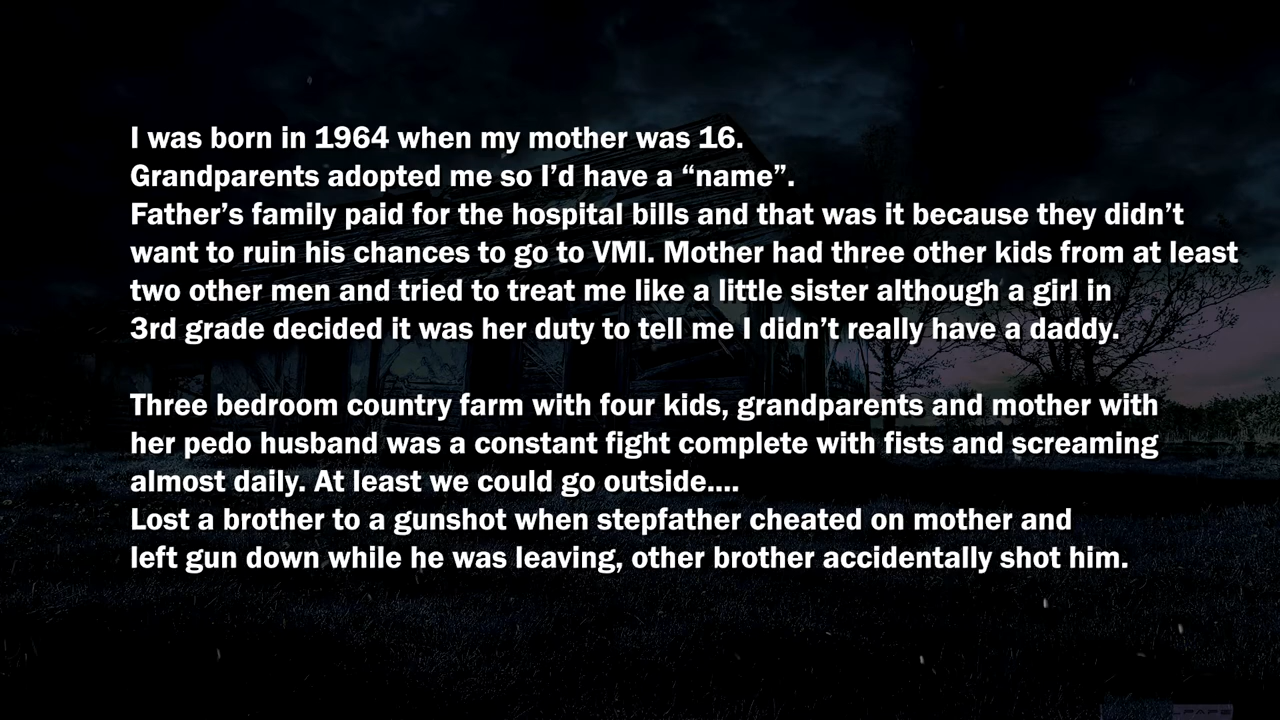 I was born in 1964 when my mother was 16.
Grandparents adopted me so I’d have a “name”.
Father’s family paid for the hospital bills and that was it because they didn’t
want to ruin his chances to go to VMI. Mother had three other kids from at least
two other men and tried to treat me like a little sister although a girl in
3rd grade decided it was her duty to tell me I didn’t really have a daddy.
Three bedroom country farm with four kids, grandparents and mother with
her pedo husband was a constant fight complete with fists and screaming
almost daily. At least we could go outside....
Lost a brother to a gunshot when stepfather cheated on mother and
left gun down while he was leaving, other brother accidentally shot him.